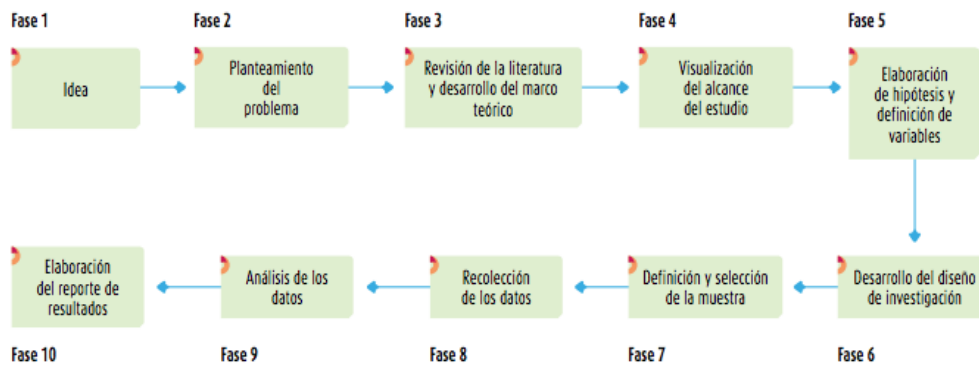 Fase 1
Fase 2
Fase 3
Fase 4
Fase 5
Idea
Planteamiento
del
problema
Revisión de la literatura
y desarrollo del marco
teórico
Visualización
del alcance
del estudio
Elaboración
de hipótesis y
definición de
variables
Desarrollo del diseño
de investigación
Definición y selección
de la muestra
Recolección
de los datos
Análisis de los
datos
Elaboración
del reporte de
resultados
Fase 10
Fase 9
Fase 8
Fase 7
Fase 6